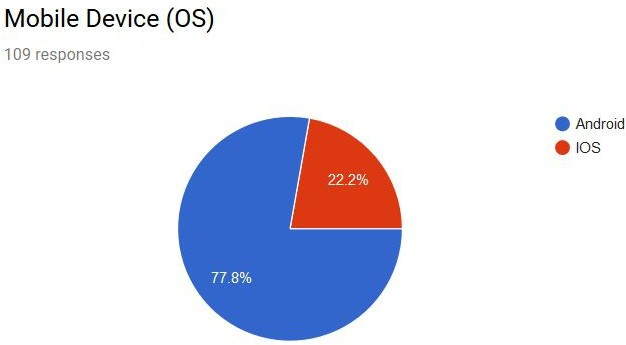 Mobile Device (OS)
109 responses
Android
IOS
22.2%
77.8%